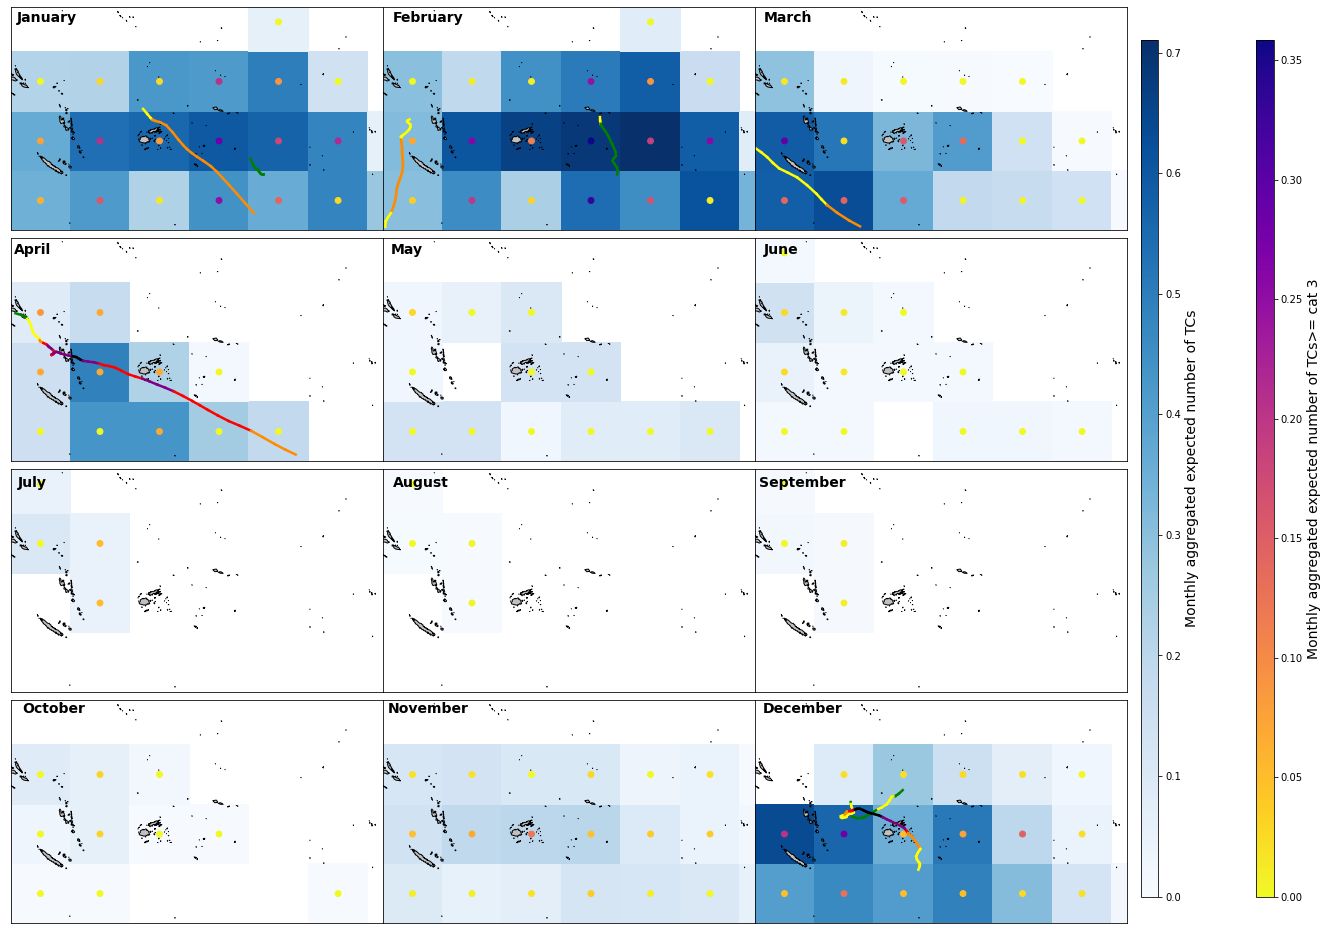 January
February
March
April
May
June
July
August
September
October
November
December
0.7
0.6
0.5
0.4
0.3
0.2
0.1
0.0
Monthly aggregated expected number of TCs
0.35
0.30
0.25
0.20
0.15
0.10
0.05
0.00
Monthly aggregated expected number of TCs>= cat 3